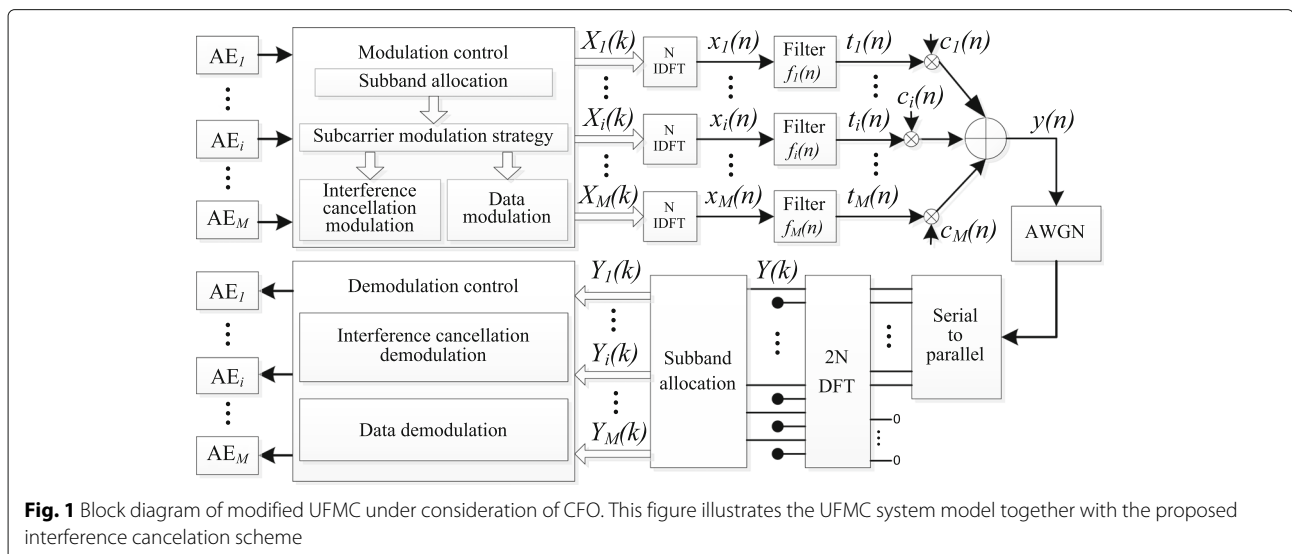 AE1
AEi
AEM
Modulation control
Subband allocation
Subcarrier modulation strategy
Interference
cancellation
modulation
Data
modulation
X1(k)
Xi(k)
XM(k)
N
IDFT
N
IDFT
N
IDFT
x1(n)
xi(n)
xM(n)
Filter
f1(n)
Filter
fi(n)
Filter
fM(n)
t1(n)
ti(n)
tM(n)
c1(n)
ci(n)
cM(n)
y(n)
AWGN
AE1
AEi
AEM
Demodulation control
Interference cancellation
demodulation
Data demodulation
Y1(k)
Yi(k)
YM(k)
Subband
allocation
Y(k)
2N
DFT
0
0
Serial
to
parallel
Fig. 1 Block diagram of modified UFMC under consideration of CFO. This figure illustrates the UFMC system model together with the proposed
interference cancelation scheme